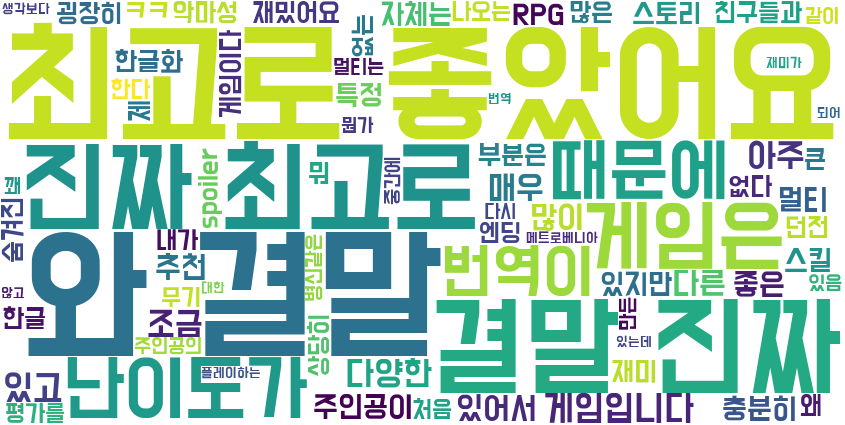 생각보다 굉장히 ㅋㅋ 악마성 재밌어요 없는 자체는 나오는 RPG 많은 스토리 친구들과 같이
최고로 좋았어요
한글화 게임이다 멀티는 재미가
한다 제 특정 뭔가 번역 되어
진짜 최고로 때문에
꽤 spoiler 뭐 중간에 부분은 아주 큰
매우 없다 멀티
숨겨진 내가 다시 많이 게임은 던전
와 결말 엔딩 메트로베니아
추천 병신같은 번역이 스킬
무기 대한 있지만 다른 좋은 있음
않고 한글 조금 상당히 결말 만든 진짜
주인공의 있는데
있고 난이도가 플레이하는 다양한 재미
평가를 주인공이 처음 있어서 게임입니다 충분히 왜